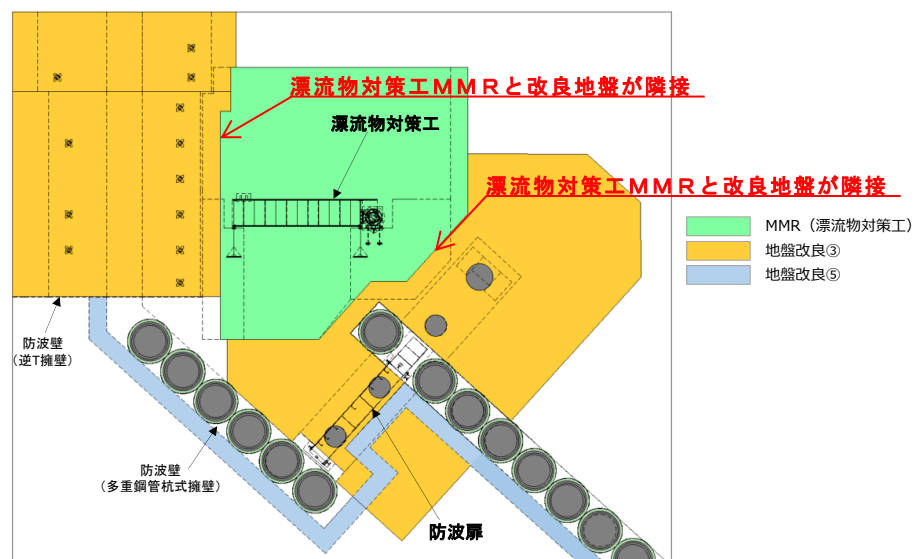 漂流物対策工MMRと改良地盤が隣接
漂流物対策工
漂流物対策工MMRと改良地盤が隣接
MMR（漂流物対策工）
地盤改良③
地盤改良⑤
防波壁
（逆T擁壁）
防波壁
（多重鋼管杭式擁壁）
防波扉